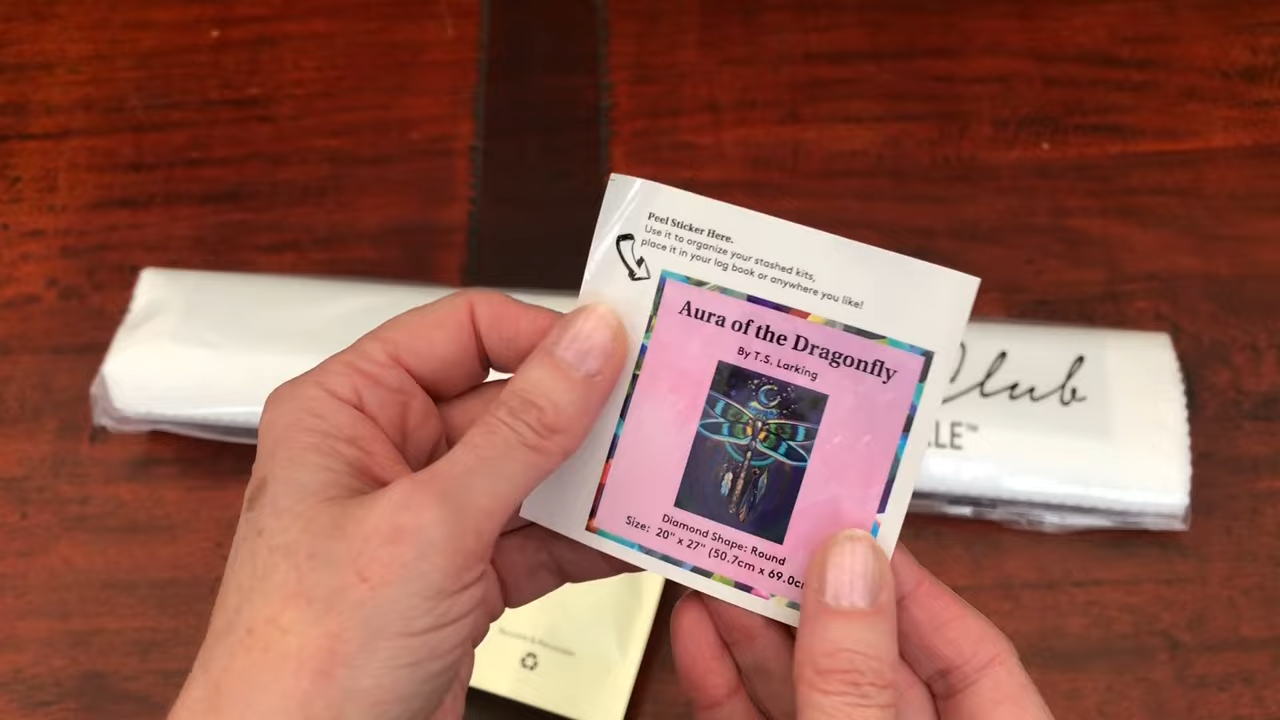 Peel Sticker Here.
Use it to organize your stashed kits,
place it in your log book or anywhere you like!
Aura of the Dragonfly
By T.S. Larking
Diamond Shape: Round
Size: 20" x 27" (50.7cm x 69.0c
Club
LE™